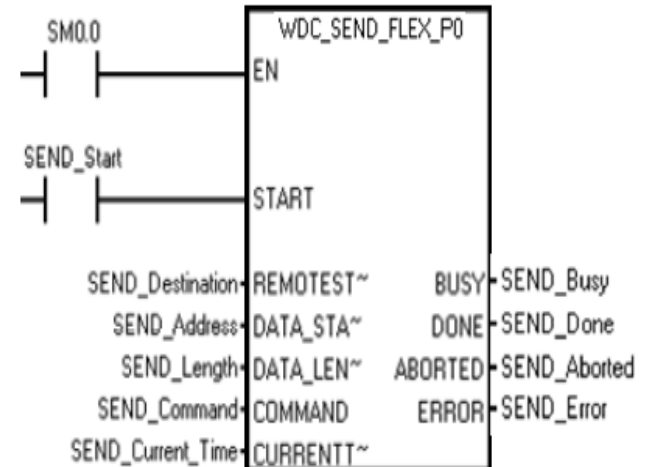 SM0.0
WDC_SEND_FLEX_P0
EN
SEND_Start
START
SEND_Destination REMOTEST~ BUSY SEND_Busy
SEND_Address DATA_STA~ DONE SEND_Done
SEND_Length DATA_LEN~ ABORTED SEND_Aborted
SEND_Command COMMAND ERROR SEND_Error
SEND_Current_Time CURRENTT~